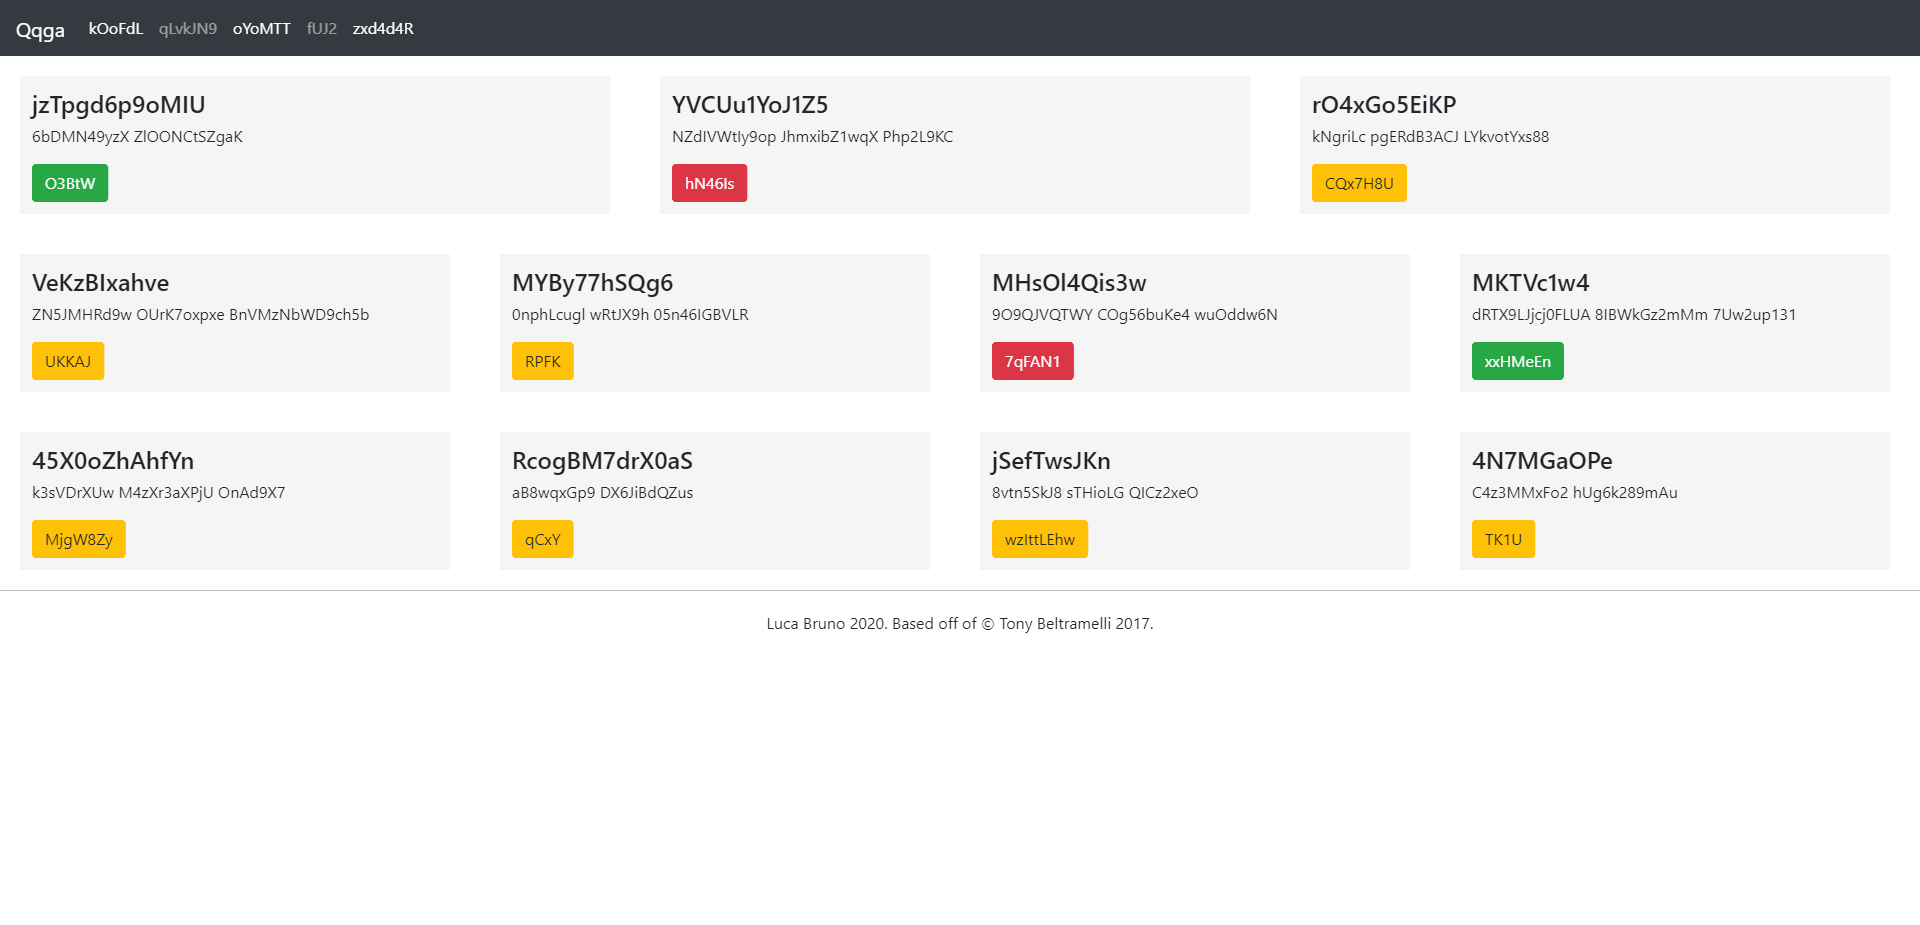 Qqga kOoFdL qLvkJN9 oYoMTT fUJ2 zxd4d4R
jzTpgd6p9oMIU
6bDMN49yzX ZlOONCtSZgaK
O3BtW
YVCUu1YoJ1Z5
NZdIVWtIy9op JhmxibZ1wqX Php2L9KC
hN46Is
rO4xGo5EiKP
kNgriLc pgERdB3ACJ LYkvotYxs88
CQx7H8U
VeKzBIxahve
ZN5JMHRd9w OUrK7oxpxe BnVMzNbWD9ch5b
UKKAJ
MYBy77hSQg6
0nphLcugl wRtJX9h 05n46IGBVLR
RPFK
MHsOl4Qis3w
9O9QJVQTWY COg56buKe4 wuOddw6N
7qFAN1
MKTVc1w4
dRTX9LJjcj0FLUA 8IBWkGz2mMm 7Uw2up131
xxHMeEn
45X0oZhAhfYn
k3sVDrXUw M4zXr3aXPjU OnAd9X7
MjgW8Zy
RcogBM7drX0aS
aB8wqxGp9 DX6JiBdQZus
qCxY
jSefTwsJKn
8vtn5SkJ8 sTHioLG QICz2xeO
wzIttLEhw
4N7MGaOPe
C4z3MMxFo2 hUg6k289mAu
TK1U
Luca Bruno 2020. Based off of © Tony Beltramelli 2017.